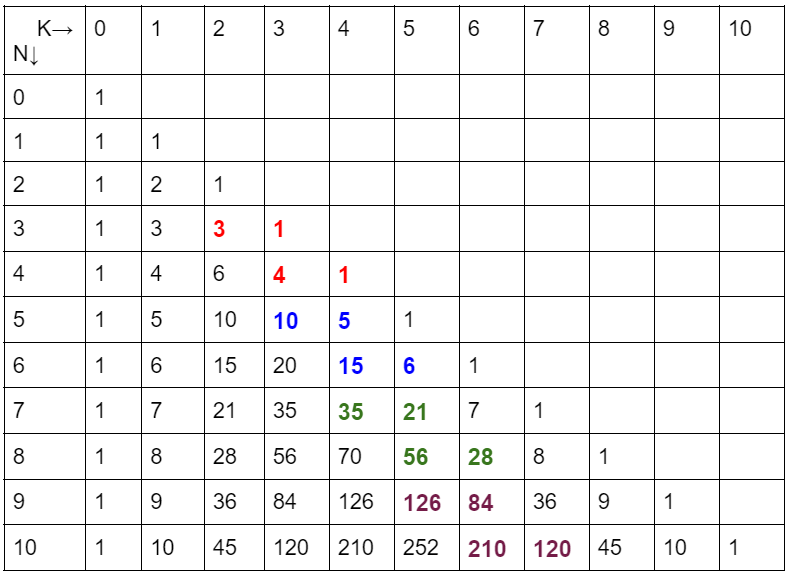 K→ 0 1 2 3 4 5 6 7 8 9 10
N↓
0 1
1 1 1
2 1 2 1
3 1 3 3 1
4 1 4 6 4 1
5 1 5 10 10 5 1
6 1 6 15 20 15 6 1
7 1 7 21 35 35 21 7 1
8 1 8 28 56 70 56 28 8 1
9 1 9 36 84 126 126 84 36 9 1
10 1 10 45 120 210 252 210 120 45 10 1